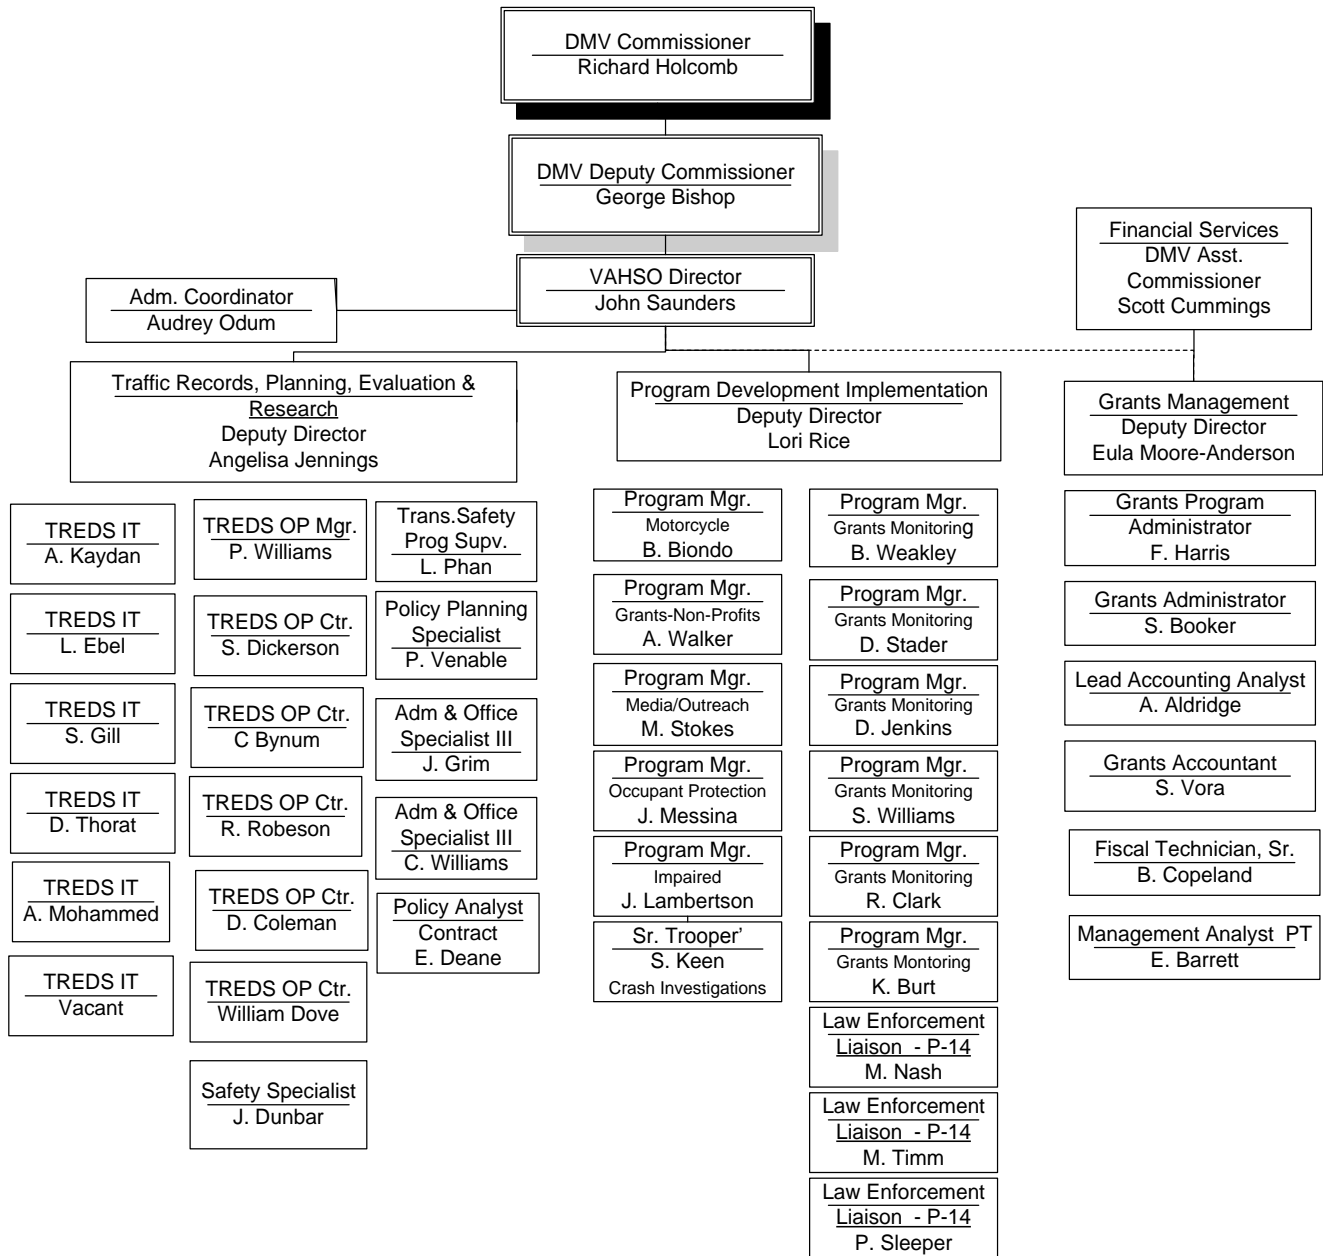 DMV Commissioner
Richard Holcomb
DMV Deputy Commissioner
George Bishop
Financial Services
DMV Asst.
Commissioner
Scott Cummings
VAHSO Director
John Saunders
Adm. Coordinator
Audrey Odum
Traffic Records, Planning, Evaluation &
Research
Deputy Director
Angelisa Jennings
Program Development Implementation
Deputy Director
Lori Rice
Grants Management
Deputy Director
Eula Moore-Anderson
TREDS IT
A. Kaydan
TREDS IT
L. Ebel
TREDS IT
S. Gill
TREDS IT
D. Thorat
TREDS IT
A. Mohammed
TREDS IT
Vacant
TREDS OP Mgr.
P. Williams
TREDS OP Ctr.
S. Dickerson
TREDS OP Ctr.
C Bynum
TREDS OP Ctr.
R. Robeson
TREDS OP Ctr.
D. Coleman
TREDS OP Ctr.
William Dove
Safety Specialist
J. Dunbar
Trans.Safety
Prog Supv.
L. Phan
Policy Planning
Specialist
P. Venable
Adm & Office
Specialist III
J. Grim
Adm & Office
Specialist III
C. Williams
Policy Analyst
Contract
E. Deane
Program Mgr.
Motorcycle
B. Biondo
Program Mgr.
Grants-Non-Profits
A. Walker
Program Mgr.
Media/Outreach
M. Stokes
Program Mgr.
Occupant Protection
J. Messina
Program Mgr.
Impaired
J. Lambertson
Sr. Trooper'
S. Keen
Crash Investigations
Program Mgr.
Grants Monitoring
B. Weakley
Program Mgr.
Grants Monitoring
D. Stader
Program Mgr.
Grants Monitoring
D. Jenkins
Program Mgr.
Grants Monitoring
S. Williams
Program Mgr.
Grants Monitoring
R. Clark
Program Mgr.
Grants Montoring
K. Burt
Law Enforcement
Liaison - P-14
M. Nash
Law Enforcement
Liaison - P-14
M. Timm
Law Enforcement
Liaison - P-14
P. Sleeper
Grants Program
Administrator
F. Harris
Grants Administrator
S. Booker
Lead Accounting Analyst
A. Aldridge
Grants Accountant
S. Vora
Fiscal Technician, Sr.
B. Copeland
Management Analyst PT
E. Barrett